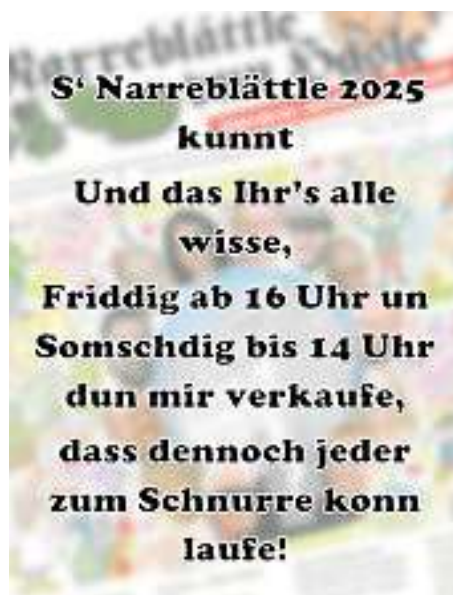 Narreblättle
S' Narreblättle 2025
kunnt
Und das Ihr's alle
wisse,
Friddig ab 16 Uhr un
Somschdig bis 14 Uhr
dun mir verkaufe,
dass dennoch jeder
zum Schnurre konn
laufe!